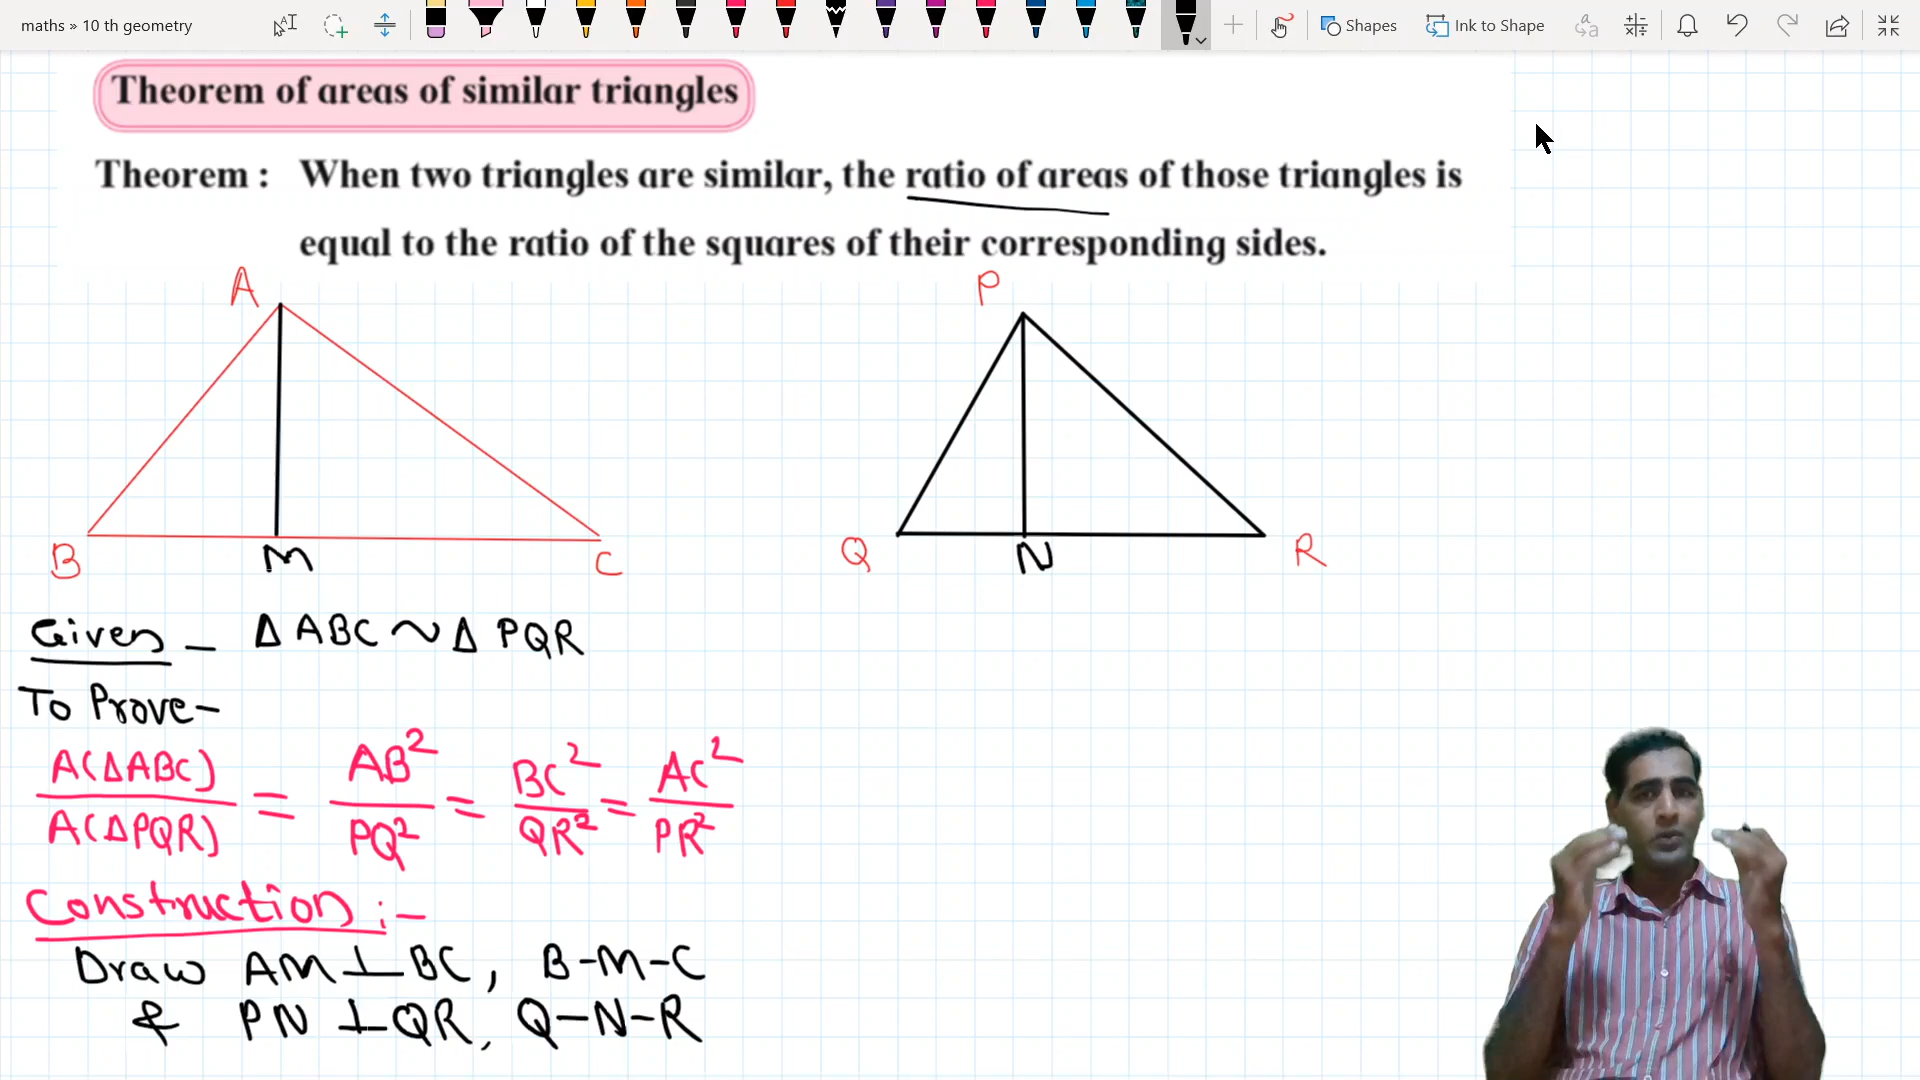 maths » 10 th geometry
Shapes
Ink to Shape
Theorem of areas of similar triangles
Theorem : When two triangles are similar, the ratio of areas of those triangles is
equal to the ratio of the squares of their corresponding sides.
A
P
B
M
C
Q
N
R
Given – Δ ABC ~ Δ PQR
To Prove –
A(ΔABC) / A(ΔPQR) = AB² / PQ² = BC² / QR² = AC² / PR²
Construction :-
Draw AM ⊥ BC, B-M-C
& PN ⊥ QR, Q-N-R